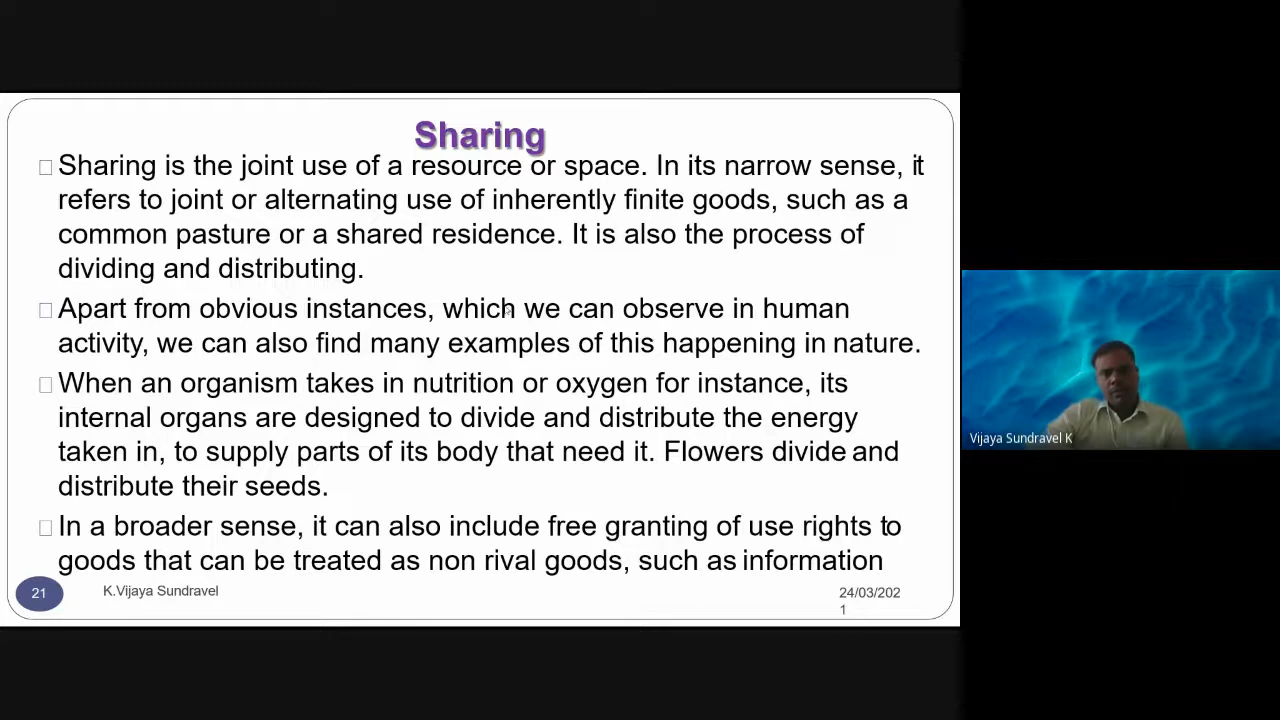 Sharing
Sharing is the joint use of a resource or space. In its narrow sense, it
refers to joint or alternating use of inherently finite goods, such as a
common pasture or a shared residence. It is also the process of
dividing and distributing.
Apart from obvious instances, which we can observe in human
activity, we can also find many examples of this happening in nature.
When an organism takes in nutrition or oxygen for instance, its
internal organs are designed to divide and distribute the energy
taken in, to supply parts of its body that need it. Flowers divide and
distribute their seeds.
In a broader sense, it can also include free granting of use rights to
goods that can be treated as non rival goods, such as information
21
K.Vijaya Sundravel
24/03/202
1
Vijaya Sundravel K